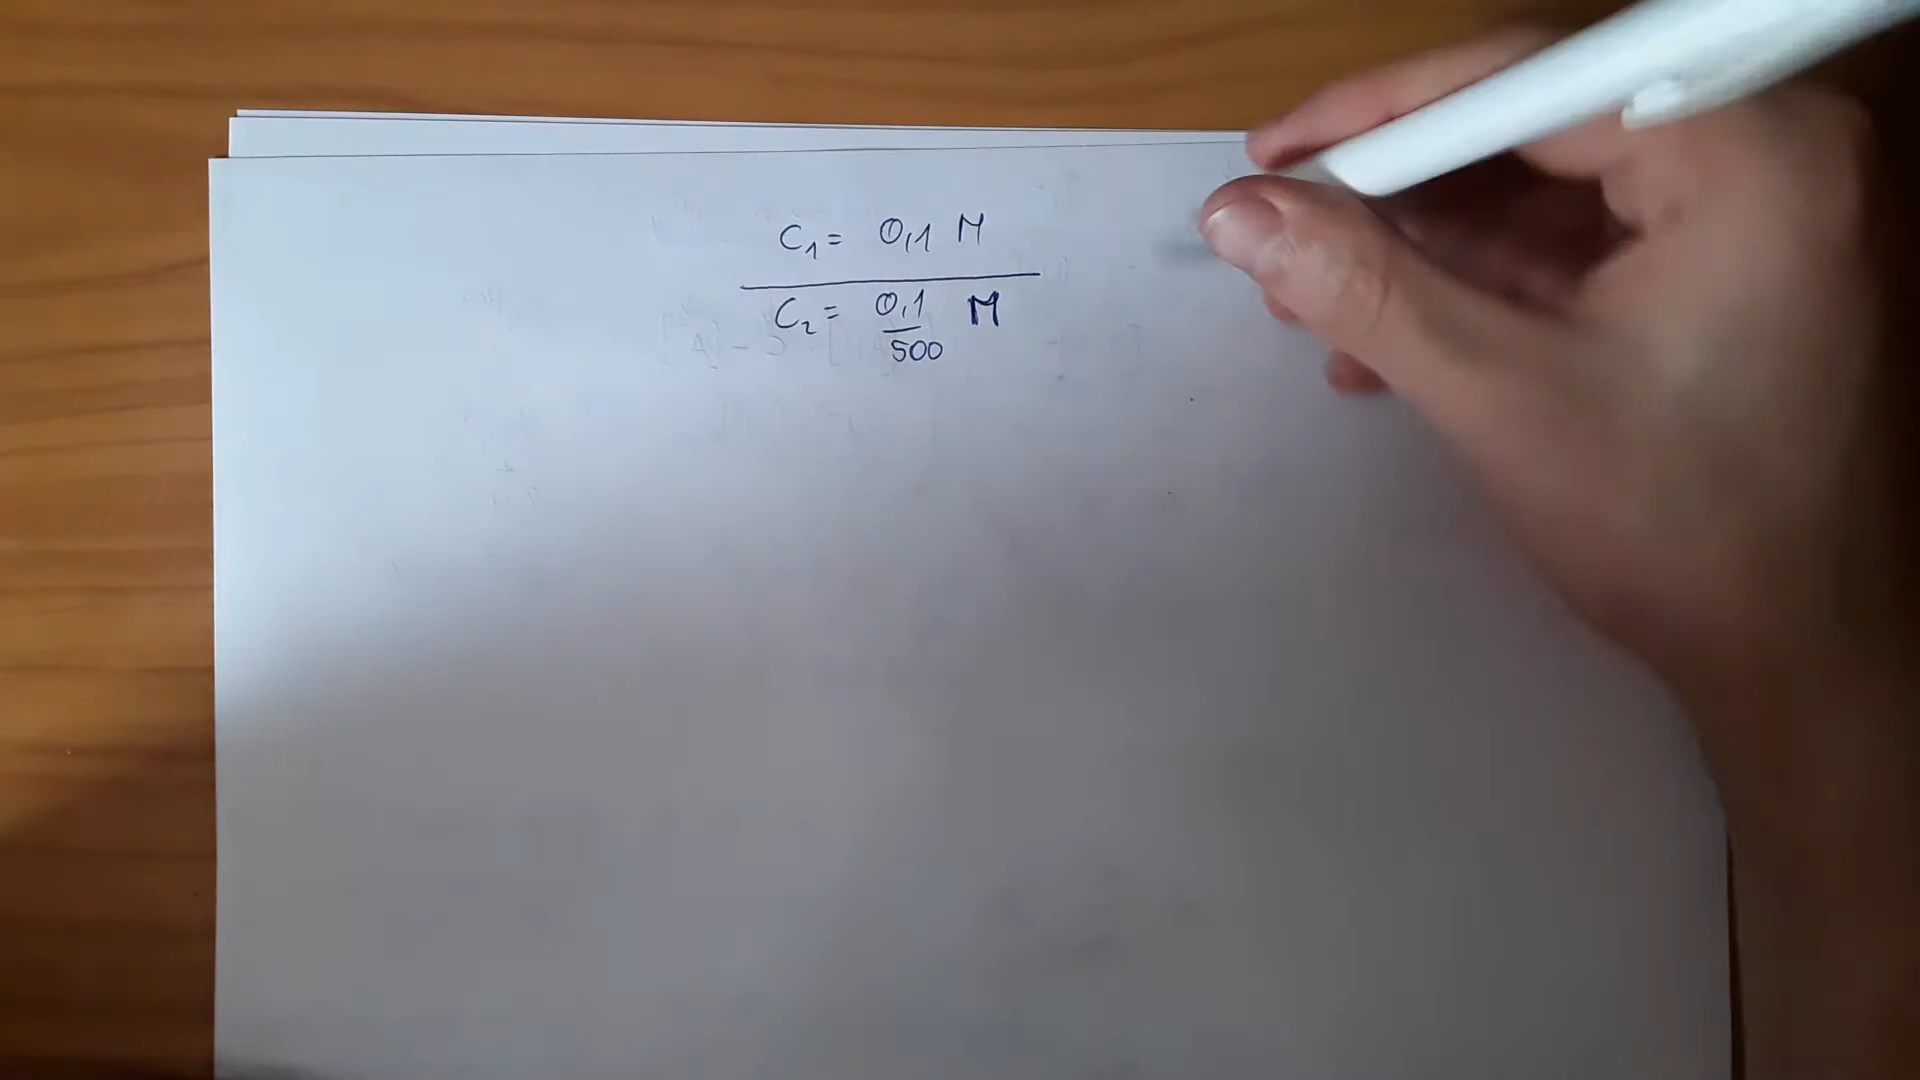 C₁ = 0,1 M
C₂ = 0,1 M
500